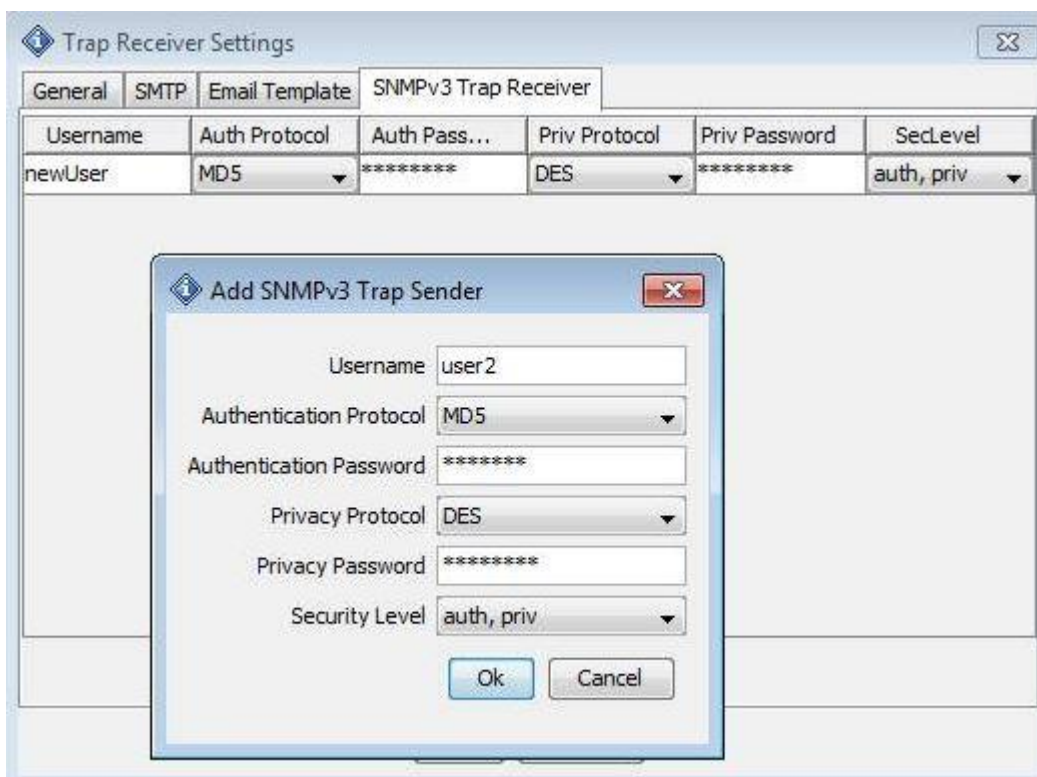 Trap Receiver Settings
General SMTP Email Template SNMPv3 Trap Receiver
Username Auth Protocol Auth Pass... Priv Protocol Priv Password SecLevel
newUser MD5 ******** DES ******** auth, priv
Add SNMPv3 Trap Sender
Username user2
Authentication Protocol MD5
Authentication Password *******
Privacy Protocol DES
Privacy Password ********
Security Level auth, priv
Ok Cancel